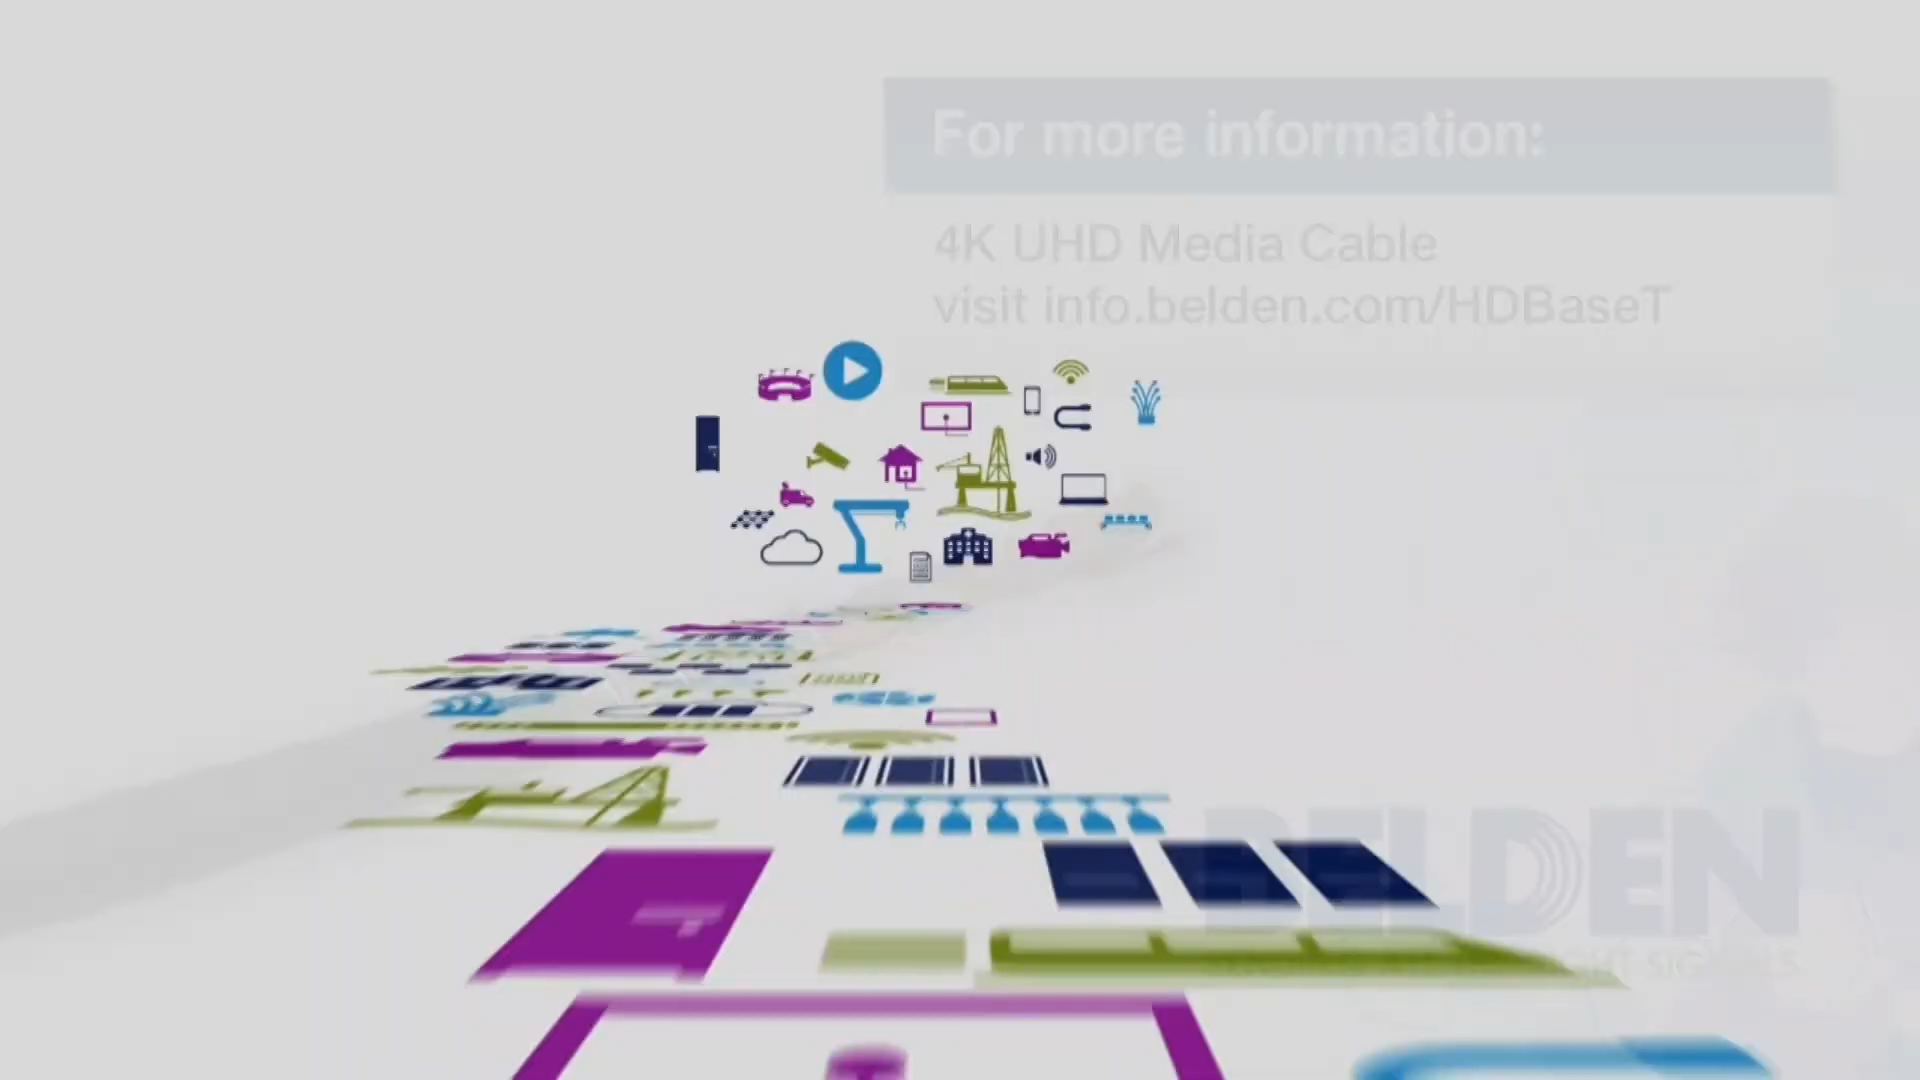 For more information:
4K UHD Media Cable
visit info.belden.com/HDBaseT
BELDEN